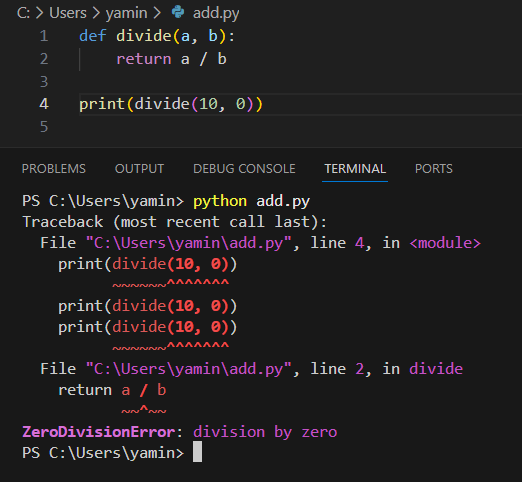 C: > Users > yamin > add.py
1 def divide(a, b):
2     return a / b
3
4 print(divide(10, 0))
5
PROBLEMS OUTPUT DEBUG CONSOLE TERMINAL PORTS
PS C:\Users\yamin> python add.py
Traceback (most recent call last):
  File "C:\Users\yamin\add.py", line 4, in <module>
    print(divide(10, 0))
          ~~~~~~^^^^^^^
    print(divide(10, 0))
    print(divide(10, 0))
          ~~~~~~^^^^^^^
  File "C:\Users\yamin\add.py", line 2, in divide
    return a / b
           ~~^~~
ZeroDivisionError: division by zero
PS C:\Users\yamin>